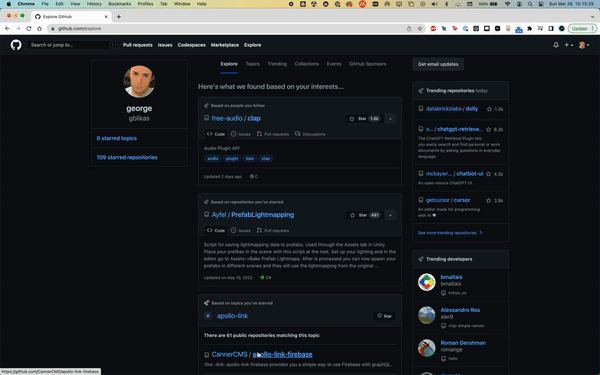 Chrome File Edit View History Bookmarks Profiles Tab Window Help
100% Sun Mar 26 15:15:29
Explore GitHub
github.com/explore
Update
Search or jump to...
Pull requests Issues Codespaces Marketplace Explore
Explore Topics Trending Collections Events GitHub Sponsors
Get email updates
george
gblikas
0 starred topics
109 starred repositories
Here's what we found based on your interests...
Based on people you follow
free-audio / clap
Star 1.4k
Code Issues Pull requests Discussions
Audio Plugin API
audio plugin daw clap
Updated 2 days ago C
Based on repositories you've starred
Ayfel / PrefabLightmapping
Star 491
Code Issues Pull requests
Script for saving lightmapping data to prefabs. Used through the Assets tab in Unity.
Place your prefbas in the scene with this script at the root. Set up your lighting and in the
editor go to Assets->Bake Prefab Lightmaps. After is processed you can now spawn your
prefabs in different scenes and they will use the lightmapping from the original ...
Updated on May 10, 2022 C#
Based on topics you've starred
# apollo-link
Star
There are 61 public repositories matching this topic
CannerCMS / apollo-link-firebase
:fire: :link: apollo-link-firebase provides you a simple way to use Firebase with graphQL.
Trending repositories today
databrickslabs / dolly 1.3k
o... / chatgpt-retrieva... 8.3k
The ChatGPT Retrieval Plugin lets
you easily search and find personal or work
documents by asking questions in everyday
language.
mckaywr... / chatbot-ui 4.3k
An open source ChatGPT UI.
getcursor / cursor 3.9k
An editor made for programming
with AI
See more trending repositories
Trending developers
bmaltais
bmaltais
kohya_ss
Alessandro Ros
aler9
rtsp-simple-server
Roman Gershman
romange
hello
https://github.com/CannerCMS/apollo-link-firebase